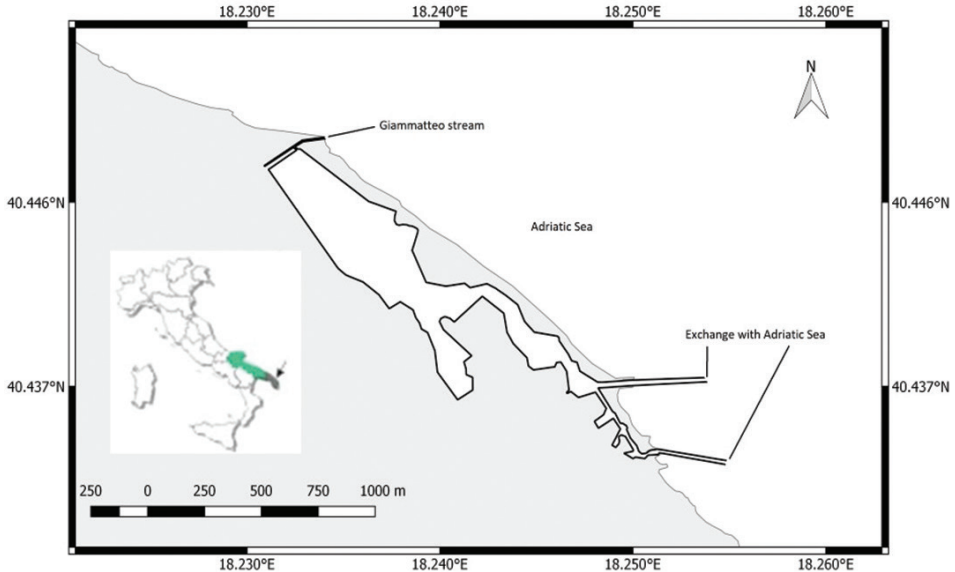 18.230°E 18.240°E 18.250°E 18.260°E
N
Giammatteo stream
40.446°N 40.446°N
Adriatic Sea
Exchange with Adriatic Sea
40.437°N 40.437°N
250 0 250 500 750 1000 m
18.230°E 18.240°E 18.250°E 18.260°E